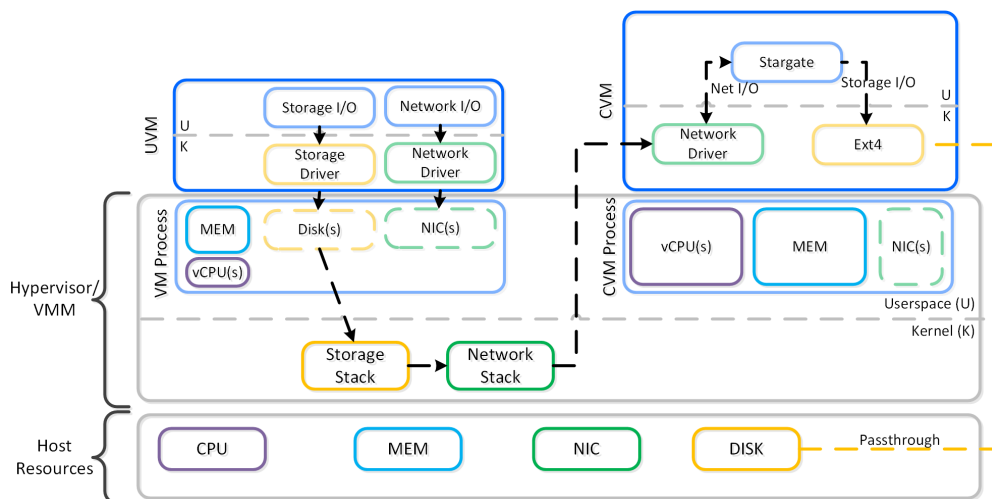 Stargate
Net I/O
Storage I/O
CVM
U
K
Network
Driver
Ext4
Storage I/O
Network I/O
UVM
U
K
Storage
Driver
Network
Driver
Hypervisor/
VMM
VM Process
MEM
vCPU(s)
Disk(s)
NIC(s)
CVM Process
vCPU(s)
MEM
NIC(s)
Userspace (U)
Kernel (K)
Storage
Stack
Network
Stack
Host
Resources
CPU
MEM
NIC
DISK
Passthrough